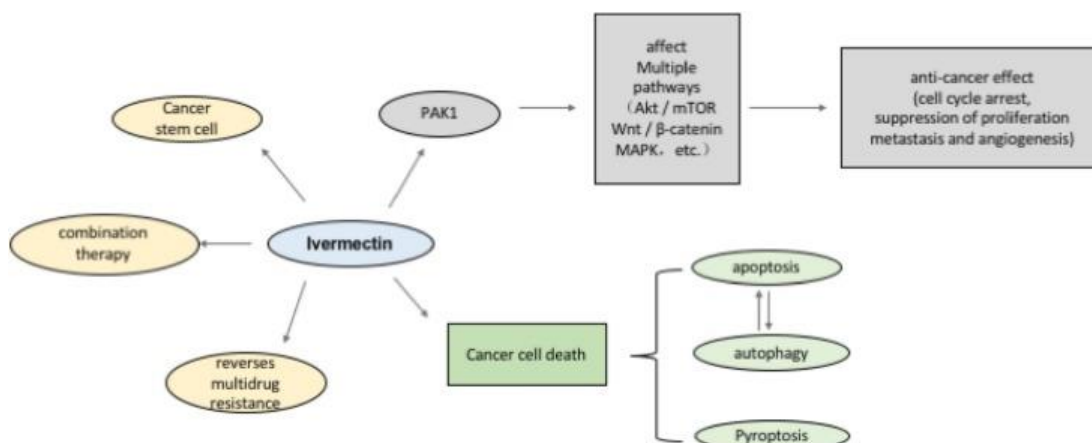 affect
Multiple
pathways
（Akt / mTOR
Wnt / β-catenin
MAPK，etc.）
anti-cancer effect
(cell cycle arrest,
suppression of proliferation
metastasis and angiogenesis)
Cancer
stem cell
PAK1
combination
therapy
Ivermectin
reverses
multidrug
resistance
Cancer cell death
apoptosis
autophagy
Pyroptosis